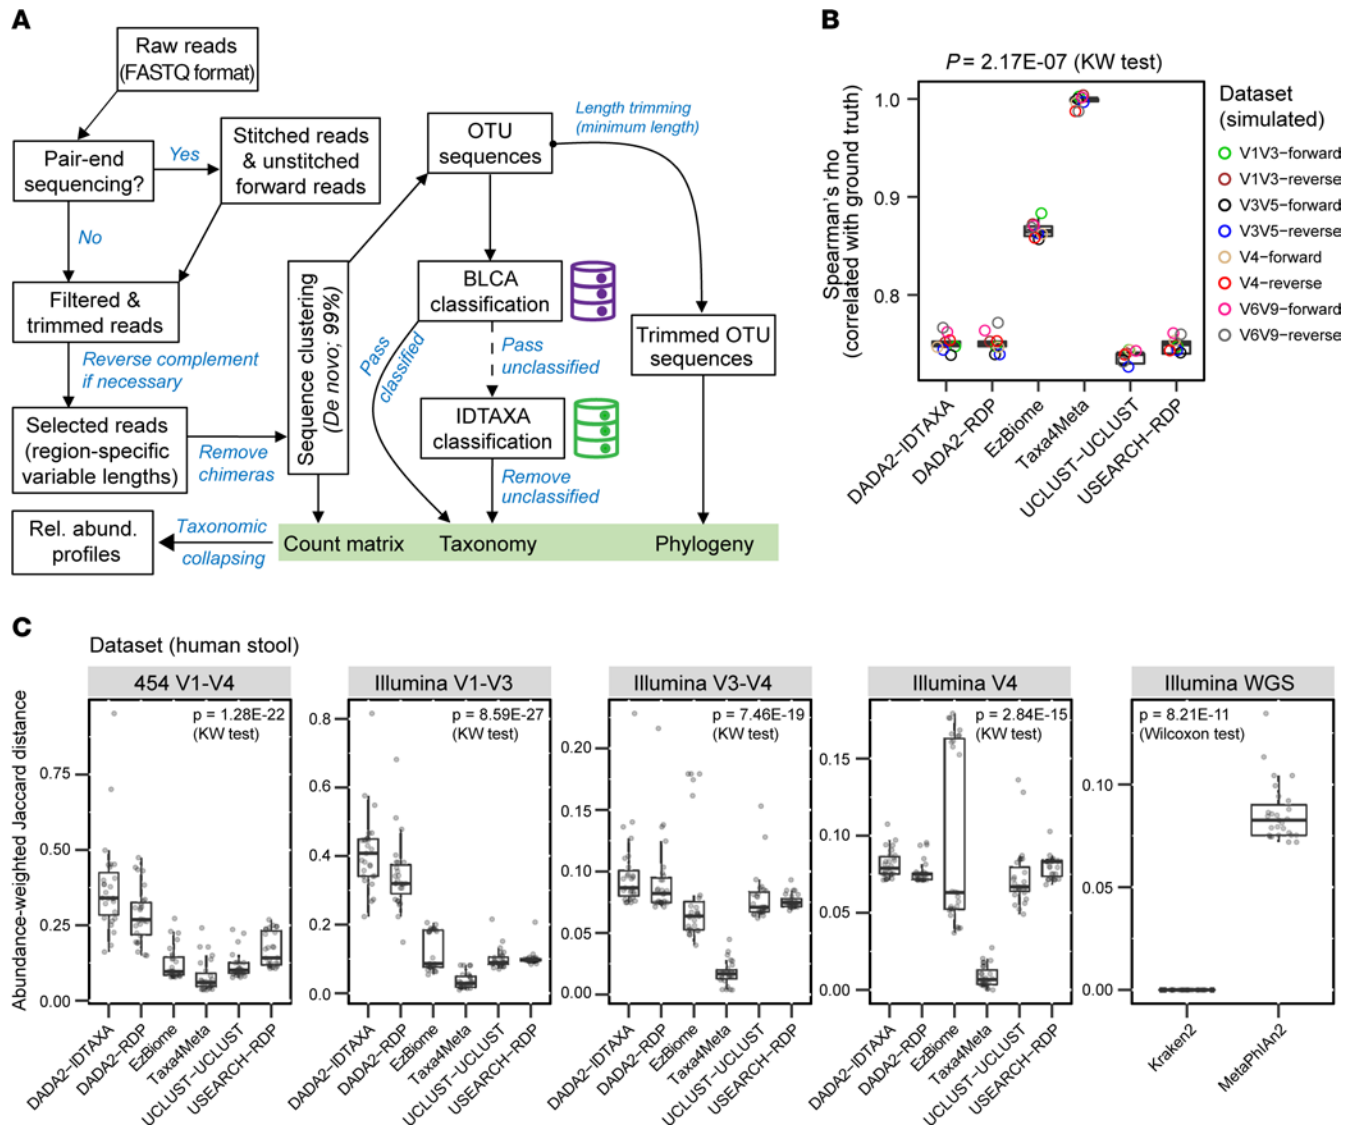 A
Raw reads
(FASTQ format)
Pair-end
sequencing?
Yes
No
Stitched reads
& unstitched
forward reads
Filtered &
trimmed reads
Reverse complement
if necessary
Selected reads
(region-specific
variable lengths)
Remove
chimeras
Sequence clustering
(De novo; 99%)
OTU
sequences
Length trimming
(minimum length)
BLCA
classification
Pass
classified
Pass
unclassified
IDTAXA
classification
Remove
unclassified
Trimmed OTU
sequences
Rel. abund.
profiles
Taxonomic
collapsing
Count matrix
Taxonomy
Phylogeny
B
P = 2.17E-07 (KW test)
Spearman's rho
(correlated with ground truth)
1.0
0.9
0.8
DADA2-IDTAXA
DADA2-RDP
EzBiome
Taxa4Meta
UCLUST-UCLUST
USEARCH-RDP
Dataset
(simulated)
V1V3-forward
V1V3-reverse
V3V5-forward
V3V5-reverse
V4-forward
V4-reverse
V6V9-forward
V6V9-reverse
C
Dataset (human stool)
Abundance-weighted Jaccard distance
454 V1-V4
p = 1.28E-22
(KW test)
0.75
0.50
0.25
0.00
DADA2-IDTAXA
DADA2-RDP
EzBiome
Taxa4Meta
UCLUST-UCLUST
USEARCH-RDP
Illumina V1-V3
p = 8.59E-27
(KW test)
0.8
0.6
0.4
0.2
0.0
DADA2-IDTAXA
DADA2-RDP
EzBiome
Taxa4Meta
UCLUST-UCLUST
USEARCH-RDP
Illumina V3-V4
p = 7.46E-19
(KW test)
0.20
0.15
0.10
0.05
0.00
DADA2-IDTAXA
DADA2-RDP
EzBiome
Taxa4Meta
UCLUST-UCLUST
USEARCH-RDP
Illumina V4
p = 2.84E-15
(KW test)
0.15
0.10
0.05
0.00
DADA2-IDTAXA
DADA2-RDP
EzBiome
Taxa4Meta
UCLUST-UCLUST
USEARCH-RDP
Illumina WGS
p = 8.21E-11
(Wilcoxon test)
0.10
0.05
0.00
Kraken2
MetaPhlAn2